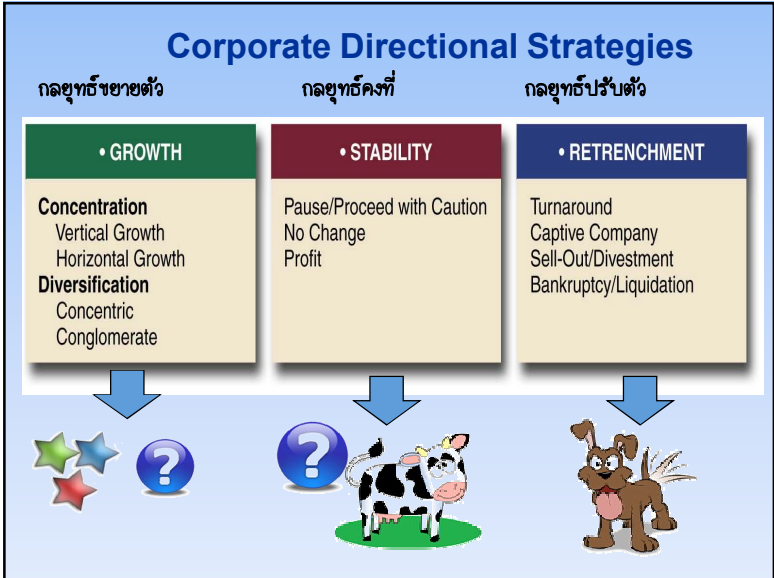 Corporate Directional Strategies
กลยุทธ์ขยายตัว
กลยุทธ์คงที่
กลยุทธ์ปรับตัว
• GROWTH
Concentration
Vertical Growth
Horizontal Growth
Diversification
Concentric
Conglomerate
• STABILITY
Pause/Proceed with Caution
No Change
Profit
• RETRENCHMENT
Turnaround
Captive Company
Sell-Out/Divestment
Bankruptcy/Liquidation
?
?